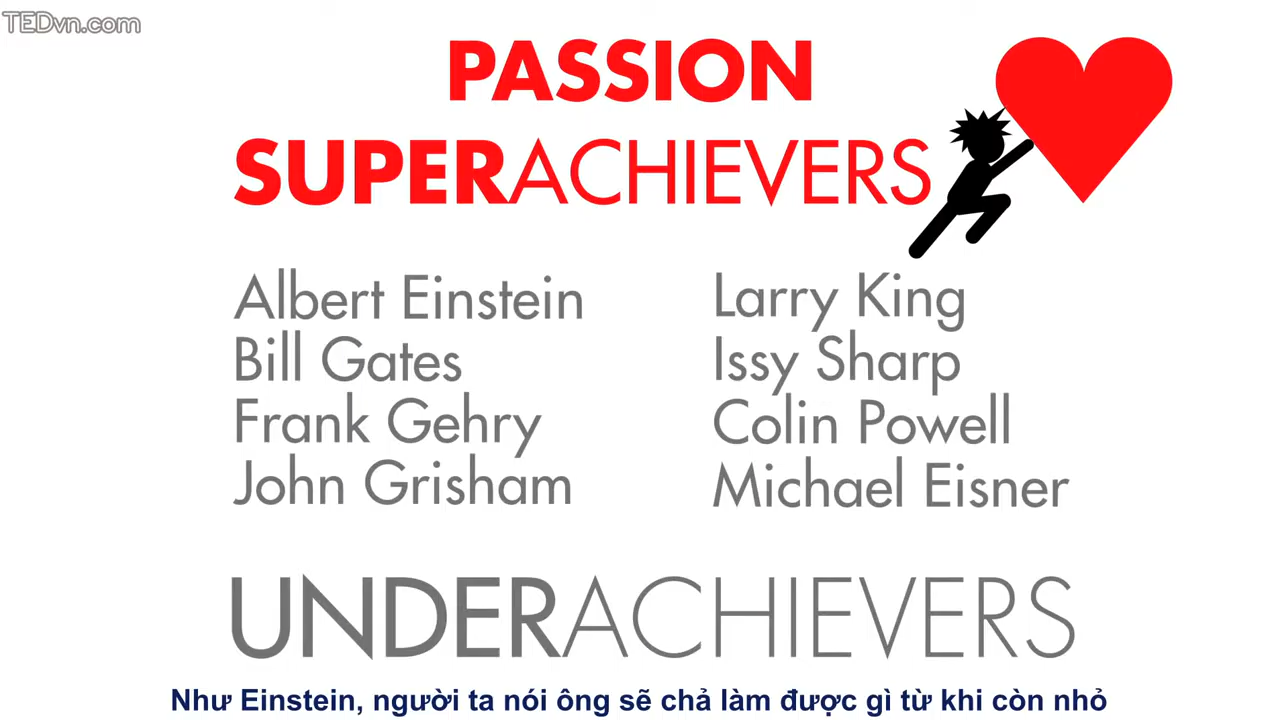 TEDvn.com
PASSION
SUPERACHIEVERS
Albert Einstein
Bill Gates
Frank Gehry
John Grisham
Larry King
Issy Sharp
Colin Powell
Michael Eisner
UNDERACHIEVERS
Như Einstein, người ta nói ông sẽ chả làm được gì từ khi còn nhỏ